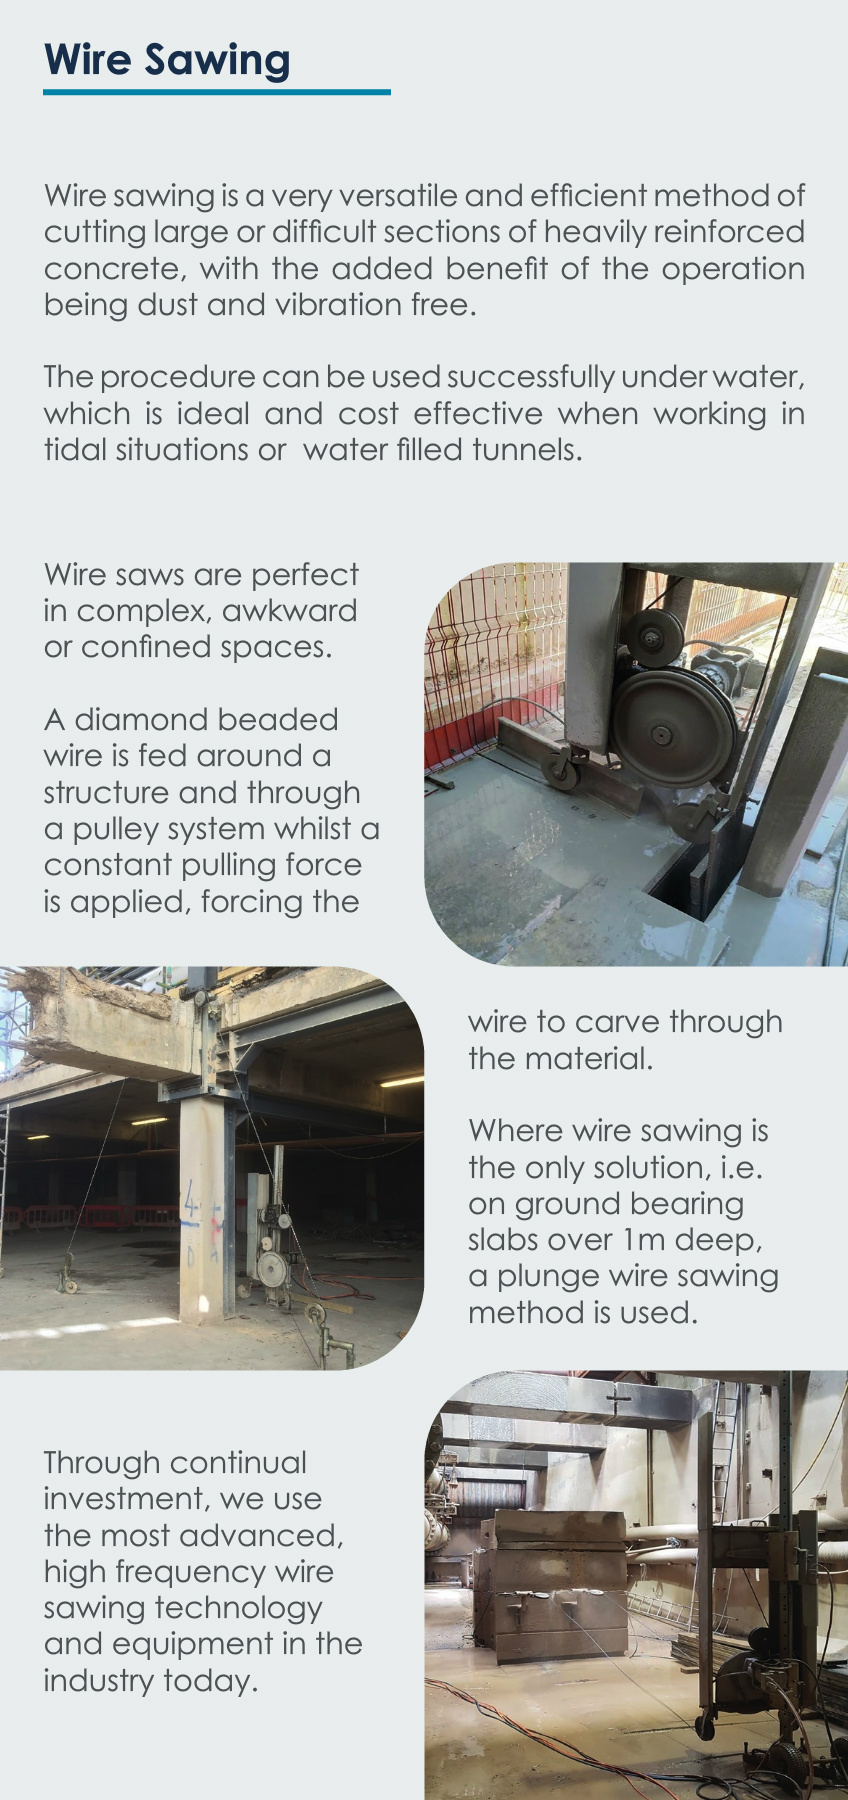 Wire Sawing
Wire sawing is a very versatile and efficient method of
cutting large or difficult sections of heavily reinforced
concrete, with the added benefit of the operation
being dust and vibration free.
The procedure can be used successfully under water,
which is ideal and cost effective when working in
tidal situations or  water filled tunnels.
Wire saws are perfect
in complex, awkward
or confined spaces.
A diamond beaded
wire is fed around a
structure and through
a pulley system whilst a
constant pulling force
is applied, forcing the
wire to carve through
the material.
Where wire sawing is
the only solution, i.e.
on ground bearing
slabs over 1m deep,
a plunge wire sawing
method is used.
Through continual
investment, we use
the most advanced,
high frequency wire
sawing technology
and equipment in the
industry today.